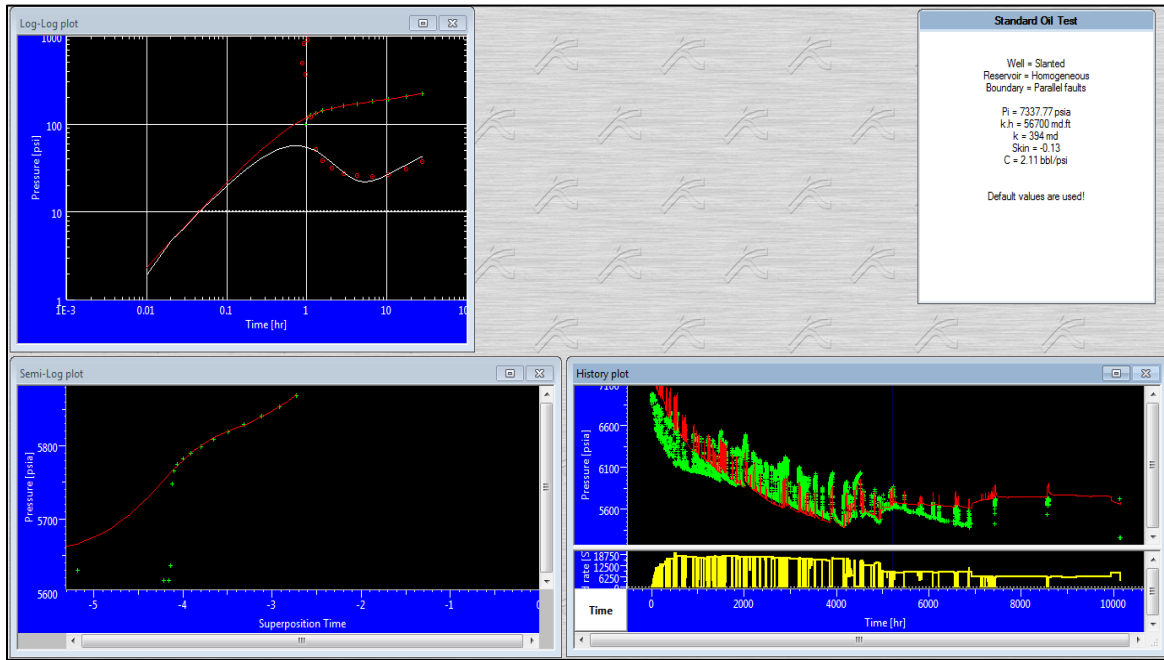 Log-Log plot
1000
100
10
1
1E-3
0.01
0.1
1
10
Pressure [psi]
Time [hr]
Standard Oil Test
Well = Slanted
Reservoir = Homogeneous
Boundary = Parallel faults
Pi = 7337.77 psia
k.h = 56700 md.ft
k = 394 md
Skin = -0.13
C = 2.11 bbl/psi
Default values are used!
Semi-Log plot
5800
5700
5600
-5
-4
-3
-2
-1
0
Pressure [psia]
Superposition Time
History plot
7100
6600
6100
5600
Pressure [psia]
18750
12500
6250
rate [S
Time
0
2000
4000
6000
8000
10000
Time [hr]